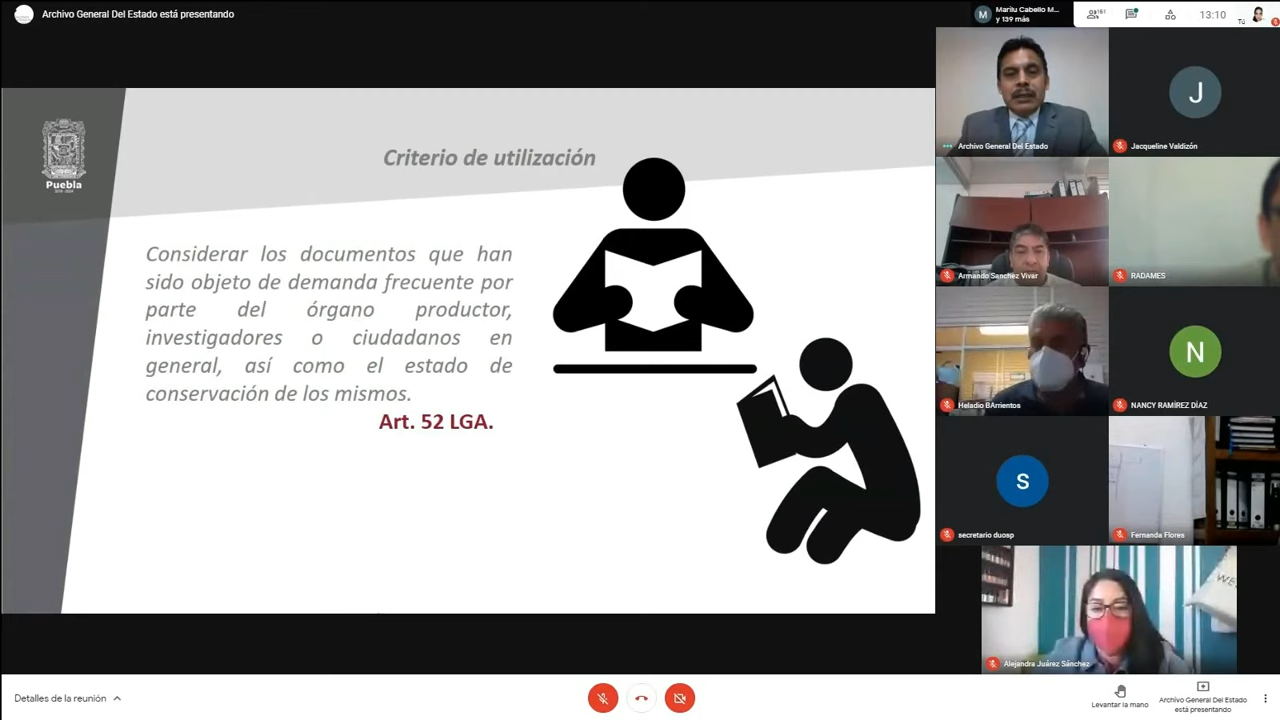 Archivo General Del Estado está presentando
M
Marilu Cabello M...
y 139 más
161
13:10
Tú
Puebla
Criterio de utilización
Considerar los documentos que han
sido objeto de demanda frecuente por
parte del órgano productor,
investigadores o ciudadanos en
general, así como el estado de
conservación de los mismos.
Art. 52 LGA.
Archivo General Del Estado
J
Jacqueline Valdizón
Armando Sanchez Vivar
RADAMES
Heladio BArrientos
N
NANCY RAMÍREZ DÍAZ
S
secretario duosp
Fernanda Flores
Alejandra Juárez Sánchez
Detalles de la reunión
Levantar la mano
Archivo General Del Estado
está presentando